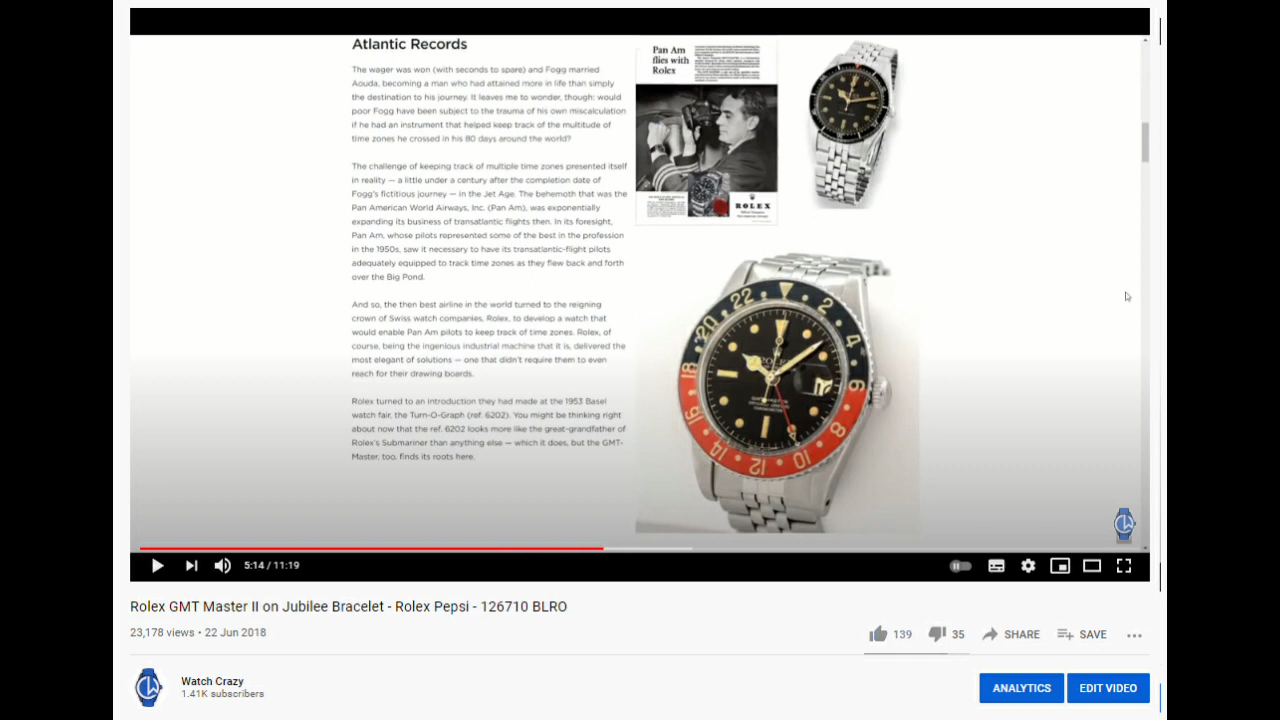 Atlantic Records
The wager was won (with seconds to spare) and Fogg married
Aouda, becoming a man who had attained more in life than simply
the destination to his journey. It leaves me to wonder, though: would
poor Fogg have been subject to the trauma of his own miscalculation
if he had an instrument that helped keep track of the multitude of
time zones he crossed in his 80 days around the world?
The challenge of keeping track of multiple time zones presented itself
in reality — a little under a century after the completion date of
Fogg's fictitious journey — in the Jet Age. The behemoth that was the
Pan American World Airways, Inc. (Pan Am), was exponentially
expanding its business of transatlantic flights then. In its foresight,
Pan Am, whose pilots represented some of the best in the profession
in the 1950s, saw it necessary to have its transatlantic-flight pilots
adequately equipped to track time zones as they flew back and forth
over the Big Pond.
And so, the then best airline in the world turned to the reigning
crown of Swiss watch companies, Rolex, to develop a watch that
would enable Pan Am pilots to keep track of time zones. Rolex, of
course, being the ingenious industrial machine that it is, delivered the
most elegant of solutions — one that didn't require them to even
reach for their drawing boards.
Rolex turned to an introduction they had made at the 1953 Basel
watch fair, the Turn-O-Graph (ref. 6202). You might be thinking right
about now that the ref. 6202 looks more like the great-grandfather of
Rolex's Submariner than anything else — which it does, but the GMT-
Master, too, finds its roots here.
Pan Am
flies with
Rolex
ROLEX
22 2 4 6 10 12 14 16 18 20
5:14 / 11:19
Rolex GMT Master II on Jubilee Bracelet - Rolex Pepsi - 126710 BLRO
23,178 views • 22 Jun 2018
139 35 SHARE SAVE
Watch Crazy
1.41K subscribers
ANALYTICS EDIT VIDEO